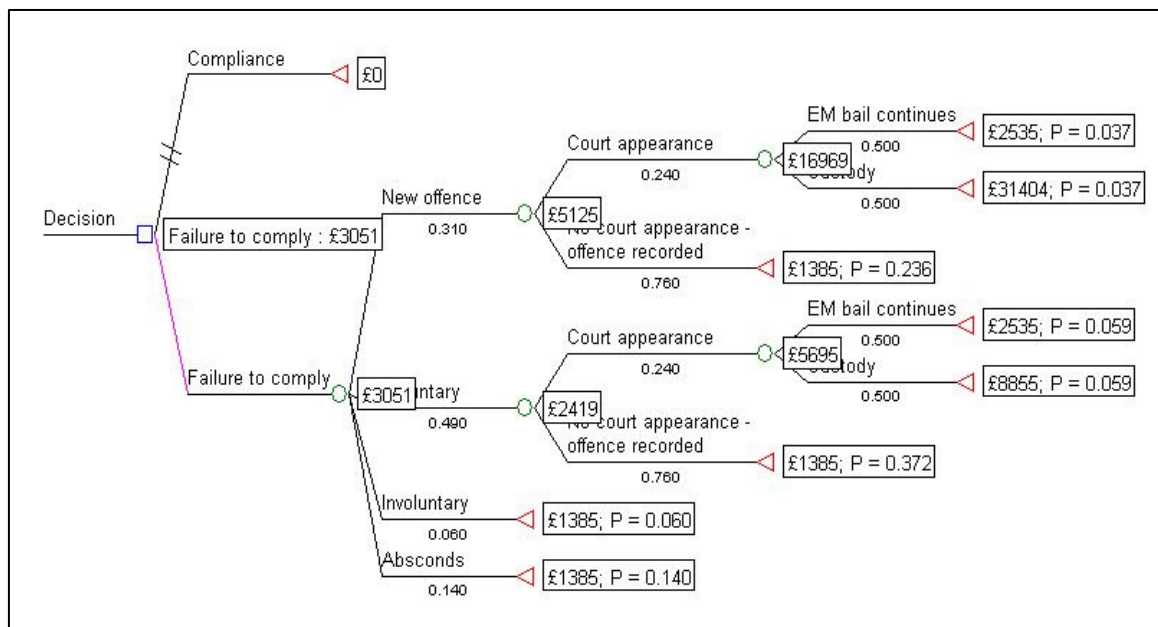 Compliance
£0
EM bail continues
£2535; P = 0.037
0.500
Court appearance
0.240
£16969
£31404; P = 0.037
0.500
New offence
0.310
£5125
Decision
Failure to comply : £3051
offence recorded
0.760
£1385; P = 0.236
EM bail continues
£2535; P = 0.059
0.500
Court appearance
0.240
£5695
£8855; P = 0.059
0.500
Failure to comply
£3051
0.490
£2419
offence recorded
0.760
£1385; P = 0.372
Involuntary
0.060
£1385; P = 0.060
Absconds
0.140
£1385; P = 0.140